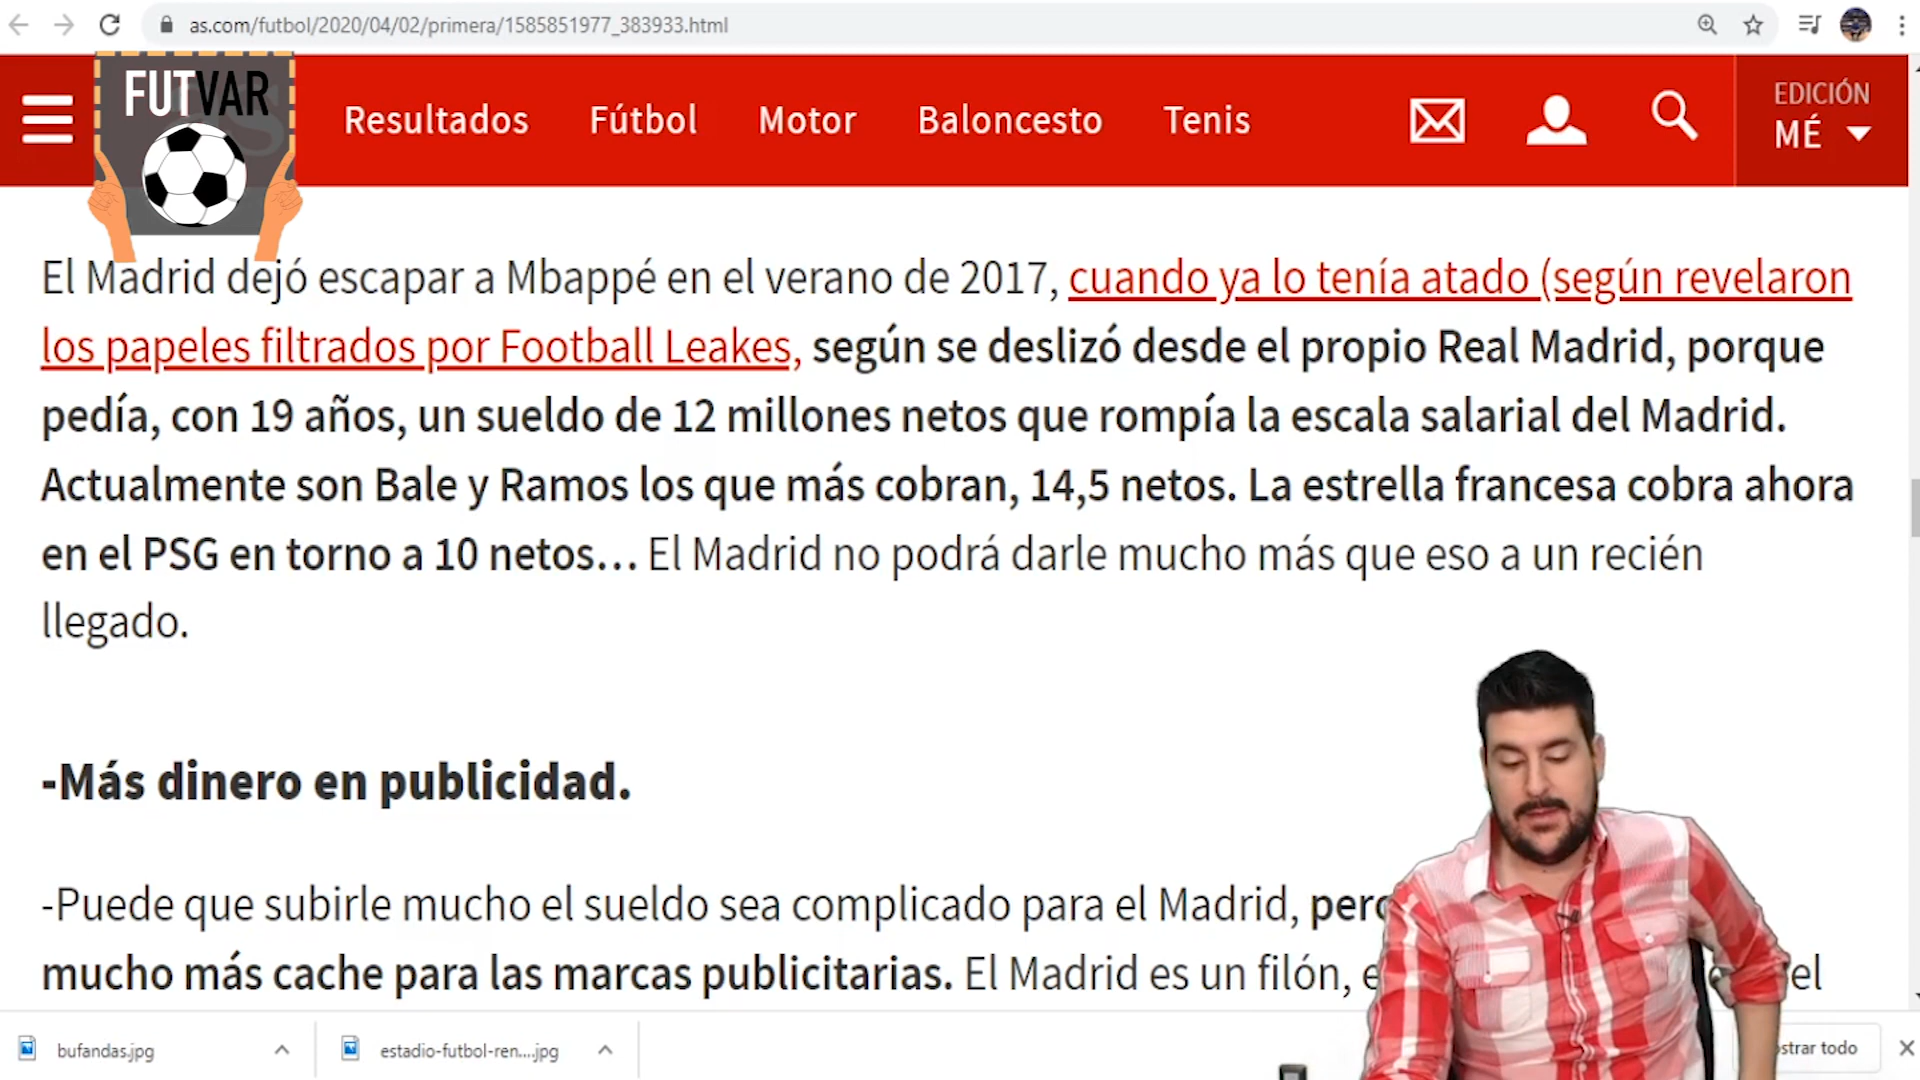 as.com/futbol/2020/04/02/primera/1585851977_383933.html
FUTVAR
Resultados
Fútbol
Motor
Baloncesto
Tenis
EDICIÓN
MÉ
El Madrid dejó escapar a Mbappé en el verano de 2017, cuando ya lo tenía atado (según revelaron
los papeles filtrados por Football Leakes, según se deslizó desde el propio Real Madrid, porque
pedía, con 19 años, un sueldo de 12 millones netos que rompía la escala salarial del Madrid.
Actualmente son Bale y Ramos los que más cobran, 14,5 netos. La estrella francesa cobra ahora
en el PSG en torno a 10 netos... El Madrid no podrá darle mucho más que eso a un recién
llegado.
-Más dinero en publicidad.
-Puede que subirle mucho el sueldo sea complicado para el Madrid,
mucho más cache para las marcas publicitarias. El Madrid es un filón, el
bufandas.jpg
estadio-futbol-ren....jpg
strar todo